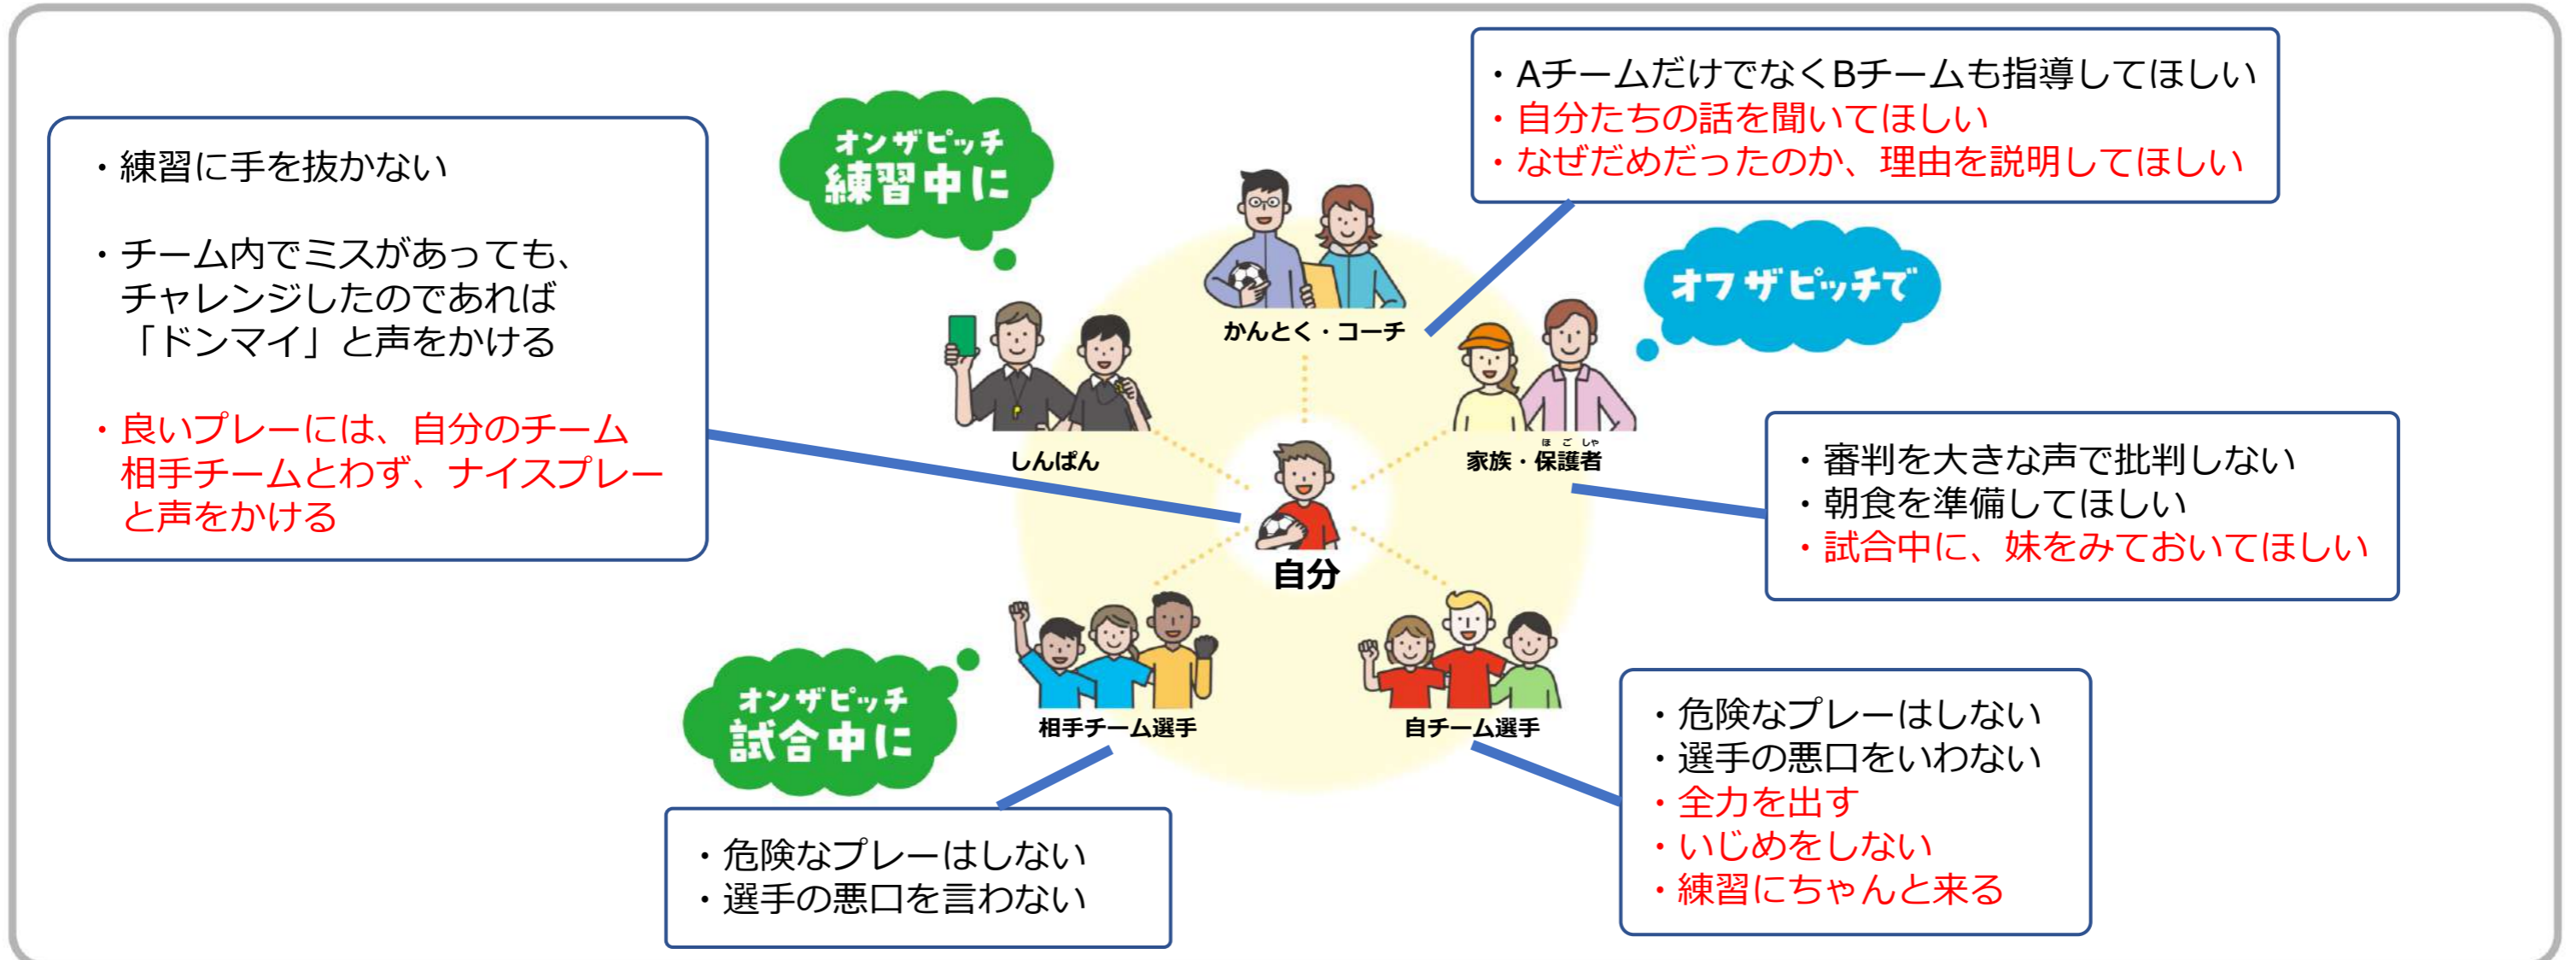 ・AチームだけでなくBチームも指導してほしい
・自分たちの話を聞いてほしい
・なぜだめだったのか、理由を説明してほしい
オンザピッチ
練習中に
・練習に手を抜かない
・チーム内でミスがあっても、
チャレンジしたのであれば
「ドンマイ」と声をかける
・良いプレーには、自分のチーム
相手チームとわず、ナイスプレー
と声をかける
オフザピッチで
かんとく・コーチ
しんぱん
ほごしゃ
家族・保護者
・審判を大きな声で批判しない
・朝食を準備してほしい
・試合中に、妹をみておいてほしい
自分
オンザピッチ
試合中に
相手チーム選手
自チーム選手
・危険なプレーはしない
・選手の悪口をいわない
・全力を出す
・いじめをしない
・練習にちゃんと来る
・危険なプレーはしない
・選手の悪口を言わない